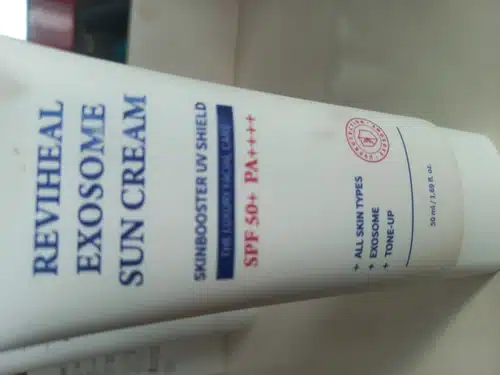 REVIHEAL
EXOSOME
SUN CREAM
SKINBOOSTER UV SHIELD
THE LUXURY FACIAL CARE
SPF 50+ PA++++
+ ALL SKIN TYPES
+ EXOSOME
+ TONE-UP
50 ml / 1.69 fl. oz.